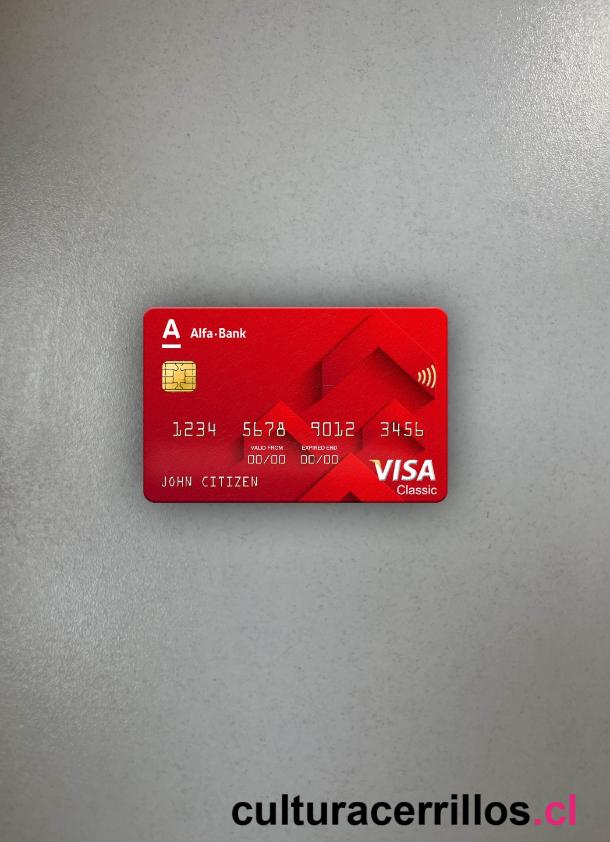 A Alfa·Bank
1234 5678 9012 3456
VALID FROM EXPIRED END
00/00 00/00
VISA
JOHN CITIZEN
Classic
culturacerrillos.cl